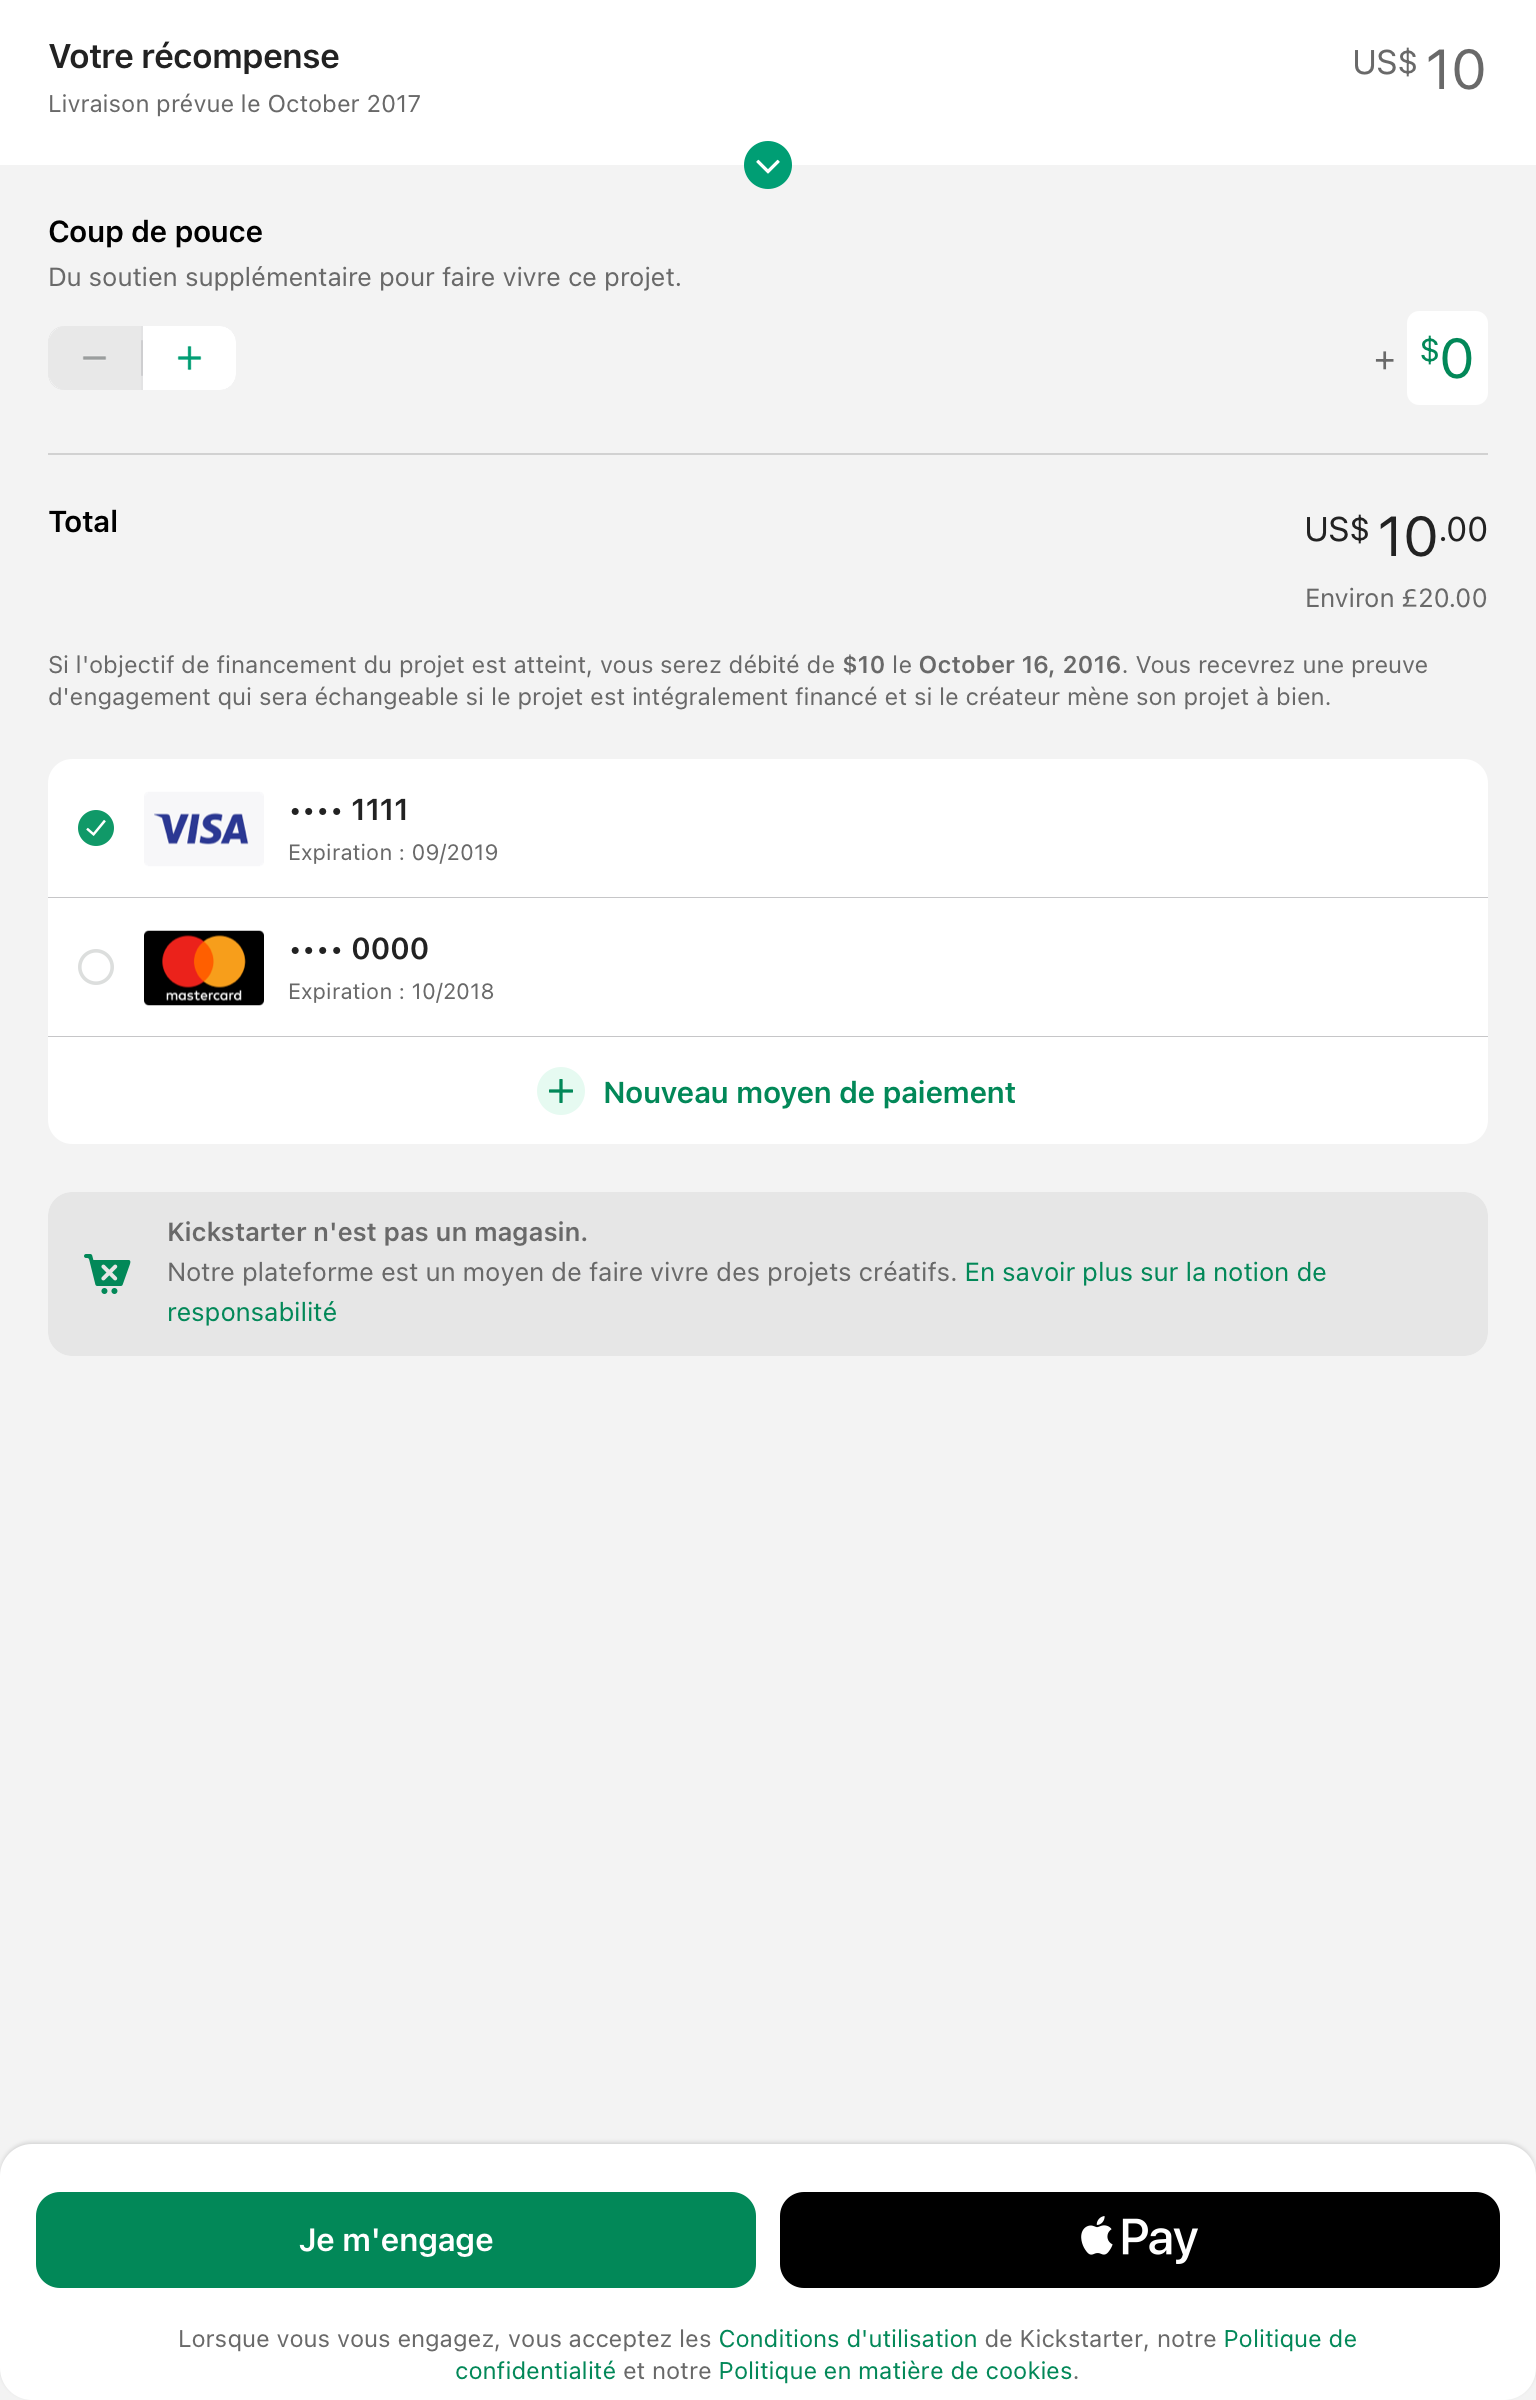 Votre récompense
US$ 10
Livraison prévue le October 2017
Coup de pouce
Du soutien supplémentaire pour faire vivre ce projet.
− +
+ $0
Total
US$ 10.00
Environ £20.00
Si l'objectif de financement du projet est atteint, vous serez débité de $10 le October 16, 2016. Vous recevrez une preuve
d'engagement qui sera échangeable si le projet est intégralement financé et si le créateur mène son projet à bien.
VISA
•••• 1111
Expiration : 09/2019
mastercard
•••• 0000
Expiration : 10/2018
+ Nouveau moyen de paiement
Kickstarter n'est pas un magasin.
Notre plateforme est un moyen de faire vivre des projets créatifs. En savoir plus sur la notion de
responsabilité
Je m'engage
Pay
Lorsque vous vous engagez, vous acceptez les Conditions d'utilisation de Kickstarter, notre Politique de
confidentialité et notre Politique en matière de cookies.